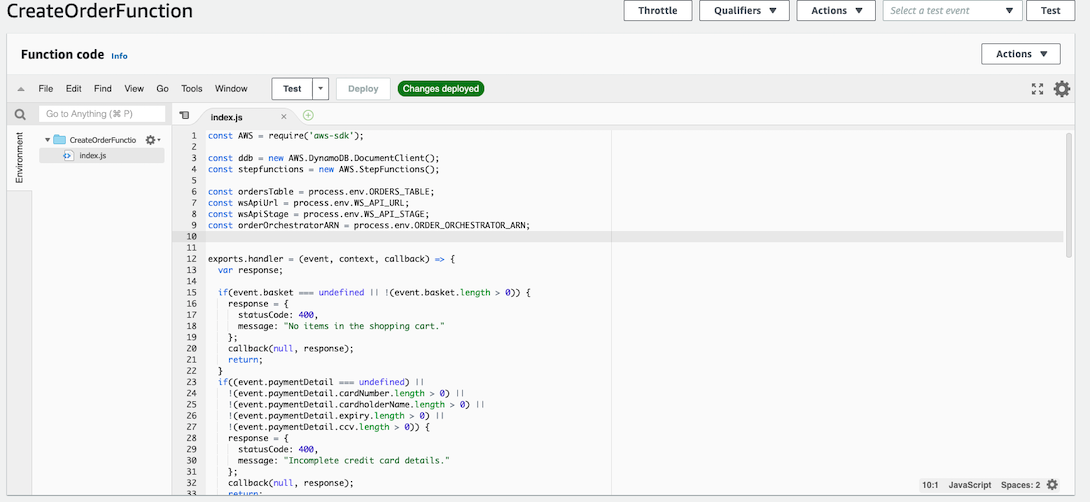 CreateOrderFunction
Throttle
Qualifiers
Actions
Select a test event
Test
Function code Info
Actions
File Edit Find View Go Tools Window
Test
Deploy
Changes deployed
Go to Anything (⌘ P)
index.js
Environment
CreateOrderFunctio
index.js
1 const AWS = require('aws-sdk');
2
3 const ddb = new AWS.DynamoDB.DocumentClient();
4 const stepfunctions = new AWS.StepFunctions();
5
6 const ordersTable = process.env.ORDERS_TABLE;
7 const wsApiUrl = process.env.WS_API_URL;
8 const wsApiStage = process.env.WS_API_STAGE;
9 const orderOrchestratorARN = process.env.ORDER_ORCHESTRATOR_ARN;
10
11
12 exports.handler = (event, context, callback) => {
13 var response;
14
15 if(event.basket === undefined || !(event.basket.length > 0)) {
16 response = {
17 statusCode: 400,
18 message: "No items in the shopping cart."
19 };
20 callback(null, response);
21 return;
22 }
23 if((event.paymentDetail === undefined) ||
24 !(event.paymentDetail.cardNumber.length > 0) ||
25 !(event.paymentDetail.cardholderName.length > 0) ||
26 !(event.paymentDetail.expiry.length > 0) ||
27 !(event.paymentDetail.ccv.length > 0)) {
28 response = {
29 statusCode: 400,
30 message: "Incomplete credit card details."
31 };
32 callback(null, response);
33 return;
10:1 JavaScript Spaces: 2